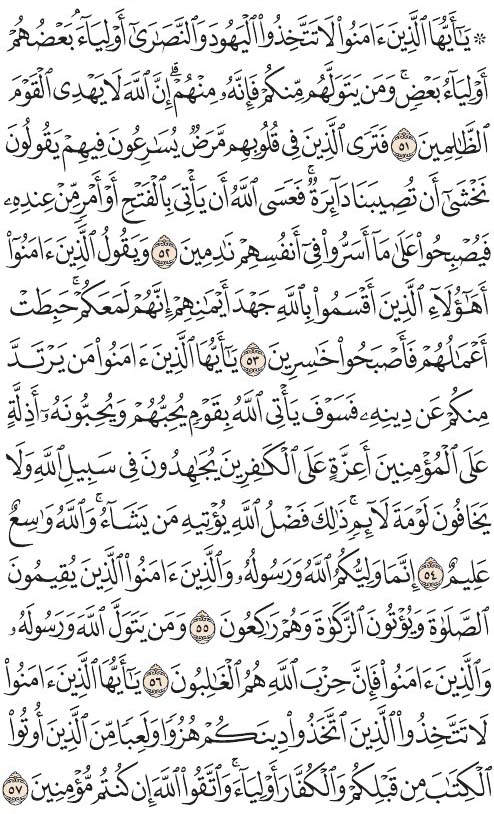 ۞ يَٰٓأَيُّهَا ٱلَّذِينَ ءَامَنُوا۟ لَا تَتَّخِذُوا۟ ٱلْيَهُودَ وَٱلنَّصَٰرَىٰٓ أَوْلِيَآءَۘ بَعْضُهُمْ
أَوْلِيَآءُ بَعْضٍۚ وَمَن يَتَوَلَّهُم مِّنكُمْ فَإِنَّهُۥ مِنْهُمْۗ إِنَّ ٱللَّهَ لَا يَهْدِى ٱلْقَوْمَ
ٱلظَّٰلِمِينَ ٥١ فَتَرَى ٱلَّذِينَ فِى قُلُوبِهِم مَّرَضٌ يُسَٰرِعُونَ فِيهِمْ يَقُولُونَ
نَخْشَىٰٓ أَن تُصِيبَنَا دَآئِرَةٌۚ فَعَسَى ٱللَّهُ أَن يَأْتِىَ بِٱلْفَتْحِ أَوْ أَمْرٍ مِّنْ عِندِهِۦ
فَيُصْبِحُوا۟ عَلَىٰ مَآ أَسَرُّوا۟ فِىٓ أَنفُسِهِمْ نَٰدِمِينَ ٥٢ وَيَقُولُ ٱلَّذِينَ ءَامَنُوٓا۟
أَهَٰٓؤُلَآءِ ٱلَّذِينَ أَقْسَمُوا۟ بِٱللَّهِ جَهْدَ أَيْمَٰنِهِمْۙ إِنَّهُمْ لَمَعَكُمْۚ حَبِطَتْ
أَعْمَٰلُهُمْ فَأَصْبَحُوا۟ خَٰسِرِينَ ٥٣ يَٰٓأَيُّهَا ٱلَّذِينَ ءَامَنُوا۟ مَن يَرْتَدَّ
مِنكُمْ عَن دِينِهِۦ فَسَوْفَ يَأْتِى ٱللَّهُ بِقَوْمٍ يُحِبُّهُمْ وَيُحِبُّونَهُۥٓ أَذِلَّةٍ
عَلَى ٱلْمُؤْمِنِينَ أَعِزَّةٍ عَلَى ٱلْكَٰفِرِينَ يُجَٰهِدُونَ فِى سَبِيلِ ٱللَّهِ وَلَا
يَخَافُونَ لَوْمَةَ لَآئِمٍۚ ذَٰلِكَ فَضْلُ ٱللَّهِ يُؤْتِيهِ مَن يَشَآءُۚ وَٱللَّهُ وَٰسِعٌ
عَلِيمٌ ٥٤ إِنَّمَا وَلِيُّكُمُ ٱللَّهُ وَرَسُولُهُۥ وَٱلَّذِينَ ءَامَنُوا۟ ٱلَّذِينَ يُقِيمُونَ
ٱلصَّلَوٰةَ وَيُؤْتُونَ ٱلزَّكَوٰةَ وَهُمْ رَٰكِعُونَ ٥٥ وَمَن يَتَوَلَّ ٱللَّهَ وَرَسُولَهُۥ
وَٱلَّذِينَ ءَامَنُوا۟ فَإِنَّ حِزْبَ ٱللَّهِ هُمُ ٱلْغَٰلِبُونَ ٥٦ يَٰٓأَيُّهَا ٱلَّذِينَ ءَامَنُوا۟
لَا تَتَّخِذُوا۟ ٱلَّذِينَ ٱتَّخَذُوا۟ دِينَكُمْ هُزُوًا وَلَعِبًا مِّنَ ٱلَّذِينَ أُوتُوا۟
ٱلْكِتَٰبَ مِن قَبْلِكُمْ وَٱلْكُفَّارَ أَوْلِيَآءَۚ وَٱتَّقُوا۟ ٱللَّهَ إِن كُنتُم مُّؤْمِنِينَ ٥٧